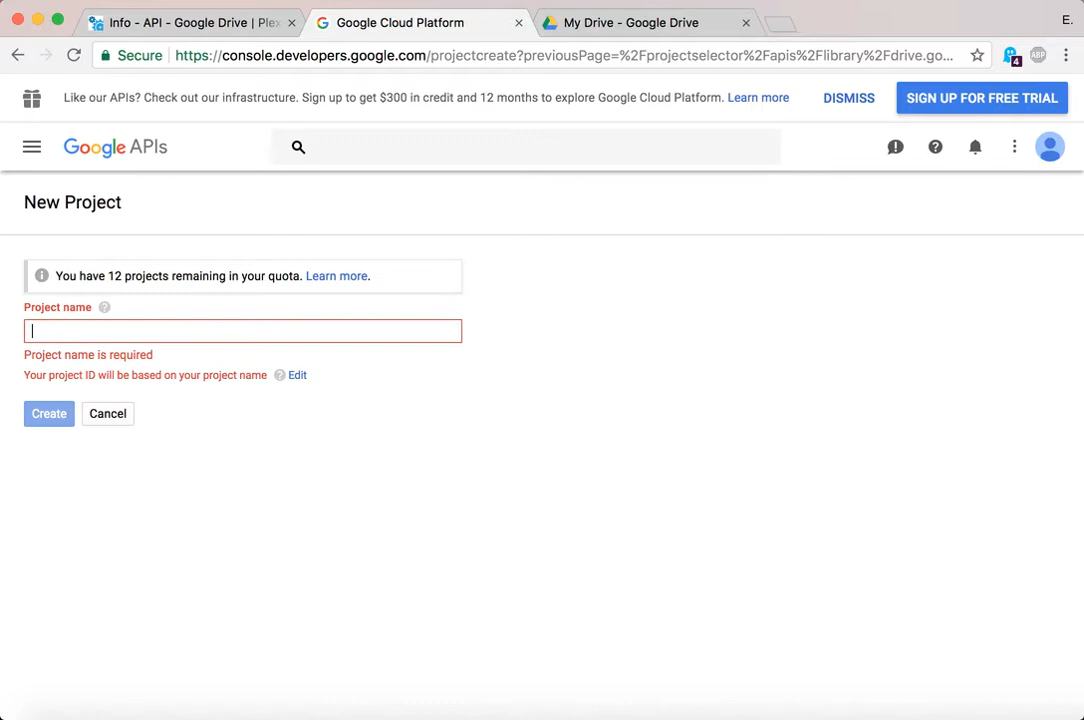 Info - API - Google Drive | Plex
Google Cloud Platform
My Drive - Google Drive
E.
Secure
https://console.developers.google.com/projectcreate?previousPage=%2Fprojectselector%2Fapis%2Flibrary%2Fdrive.go...
4
ABP
Like our APIs? Check out our infrastructure. Sign up to get $300 in credit and 12 months to explore Google Cloud Platform. Learn more
DISMISS
SIGN UP FOR FREE TRIAL
Google APIs
New Project
You have 12 projects remaining in your quota. Learn more.
Project name
Project name is required
Your project ID will be based on your project name Edit
Create
Cancel